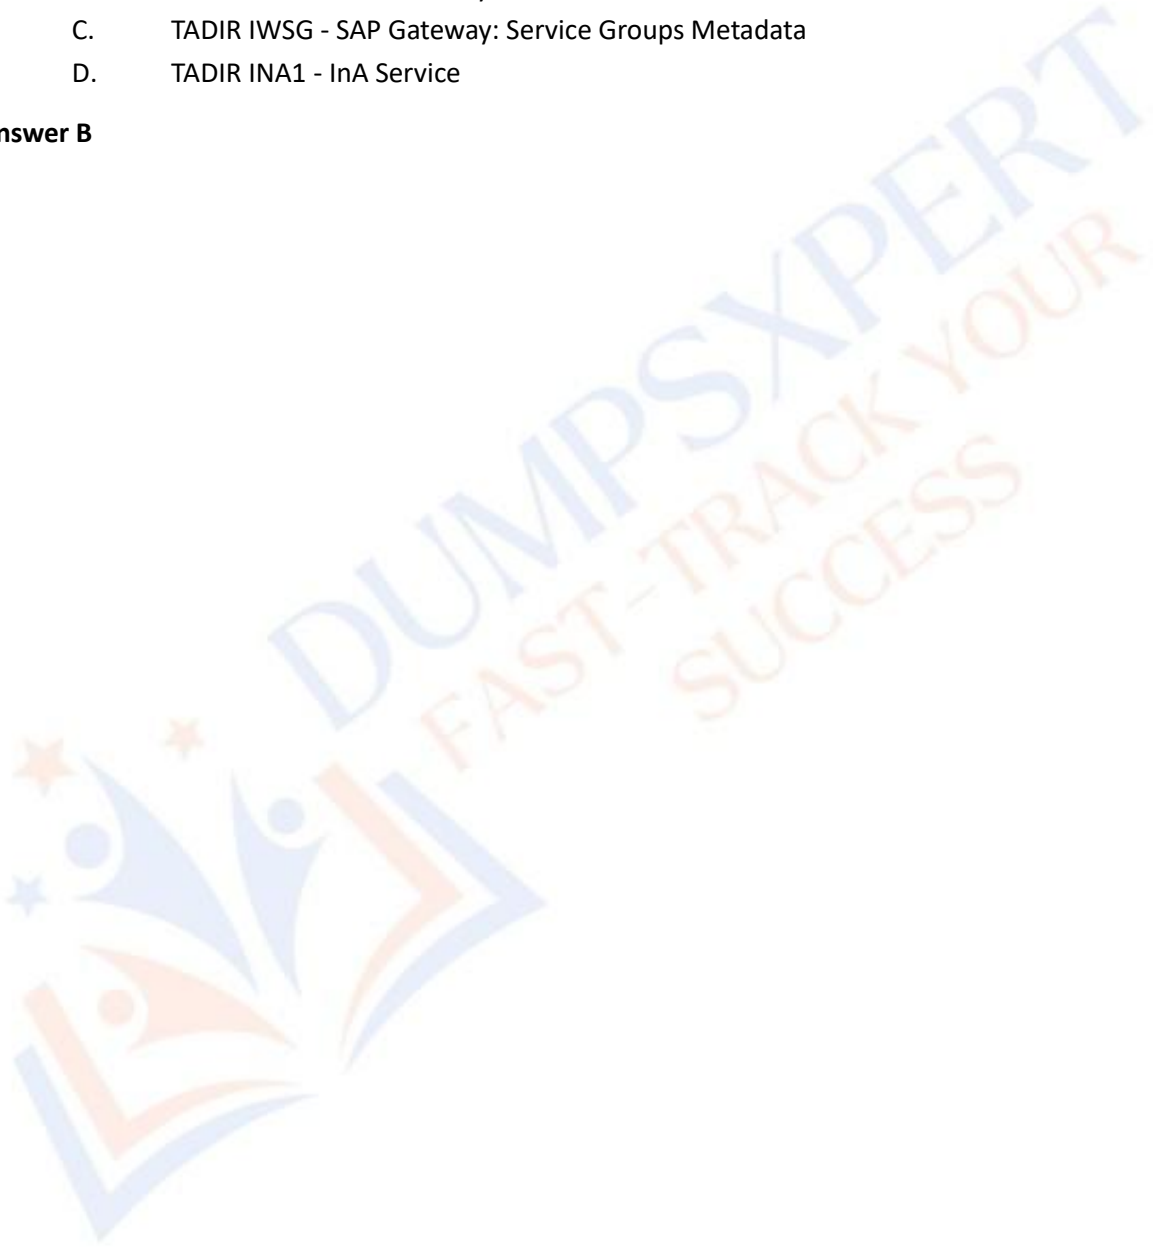 C. TADIR IWSG - SAP Gateway: Service Groups Metadata
D. TADIR INA1 - InA Service
nswer B
DUMPSXPERT
FAST-TRACK YOUR
SUCCESS